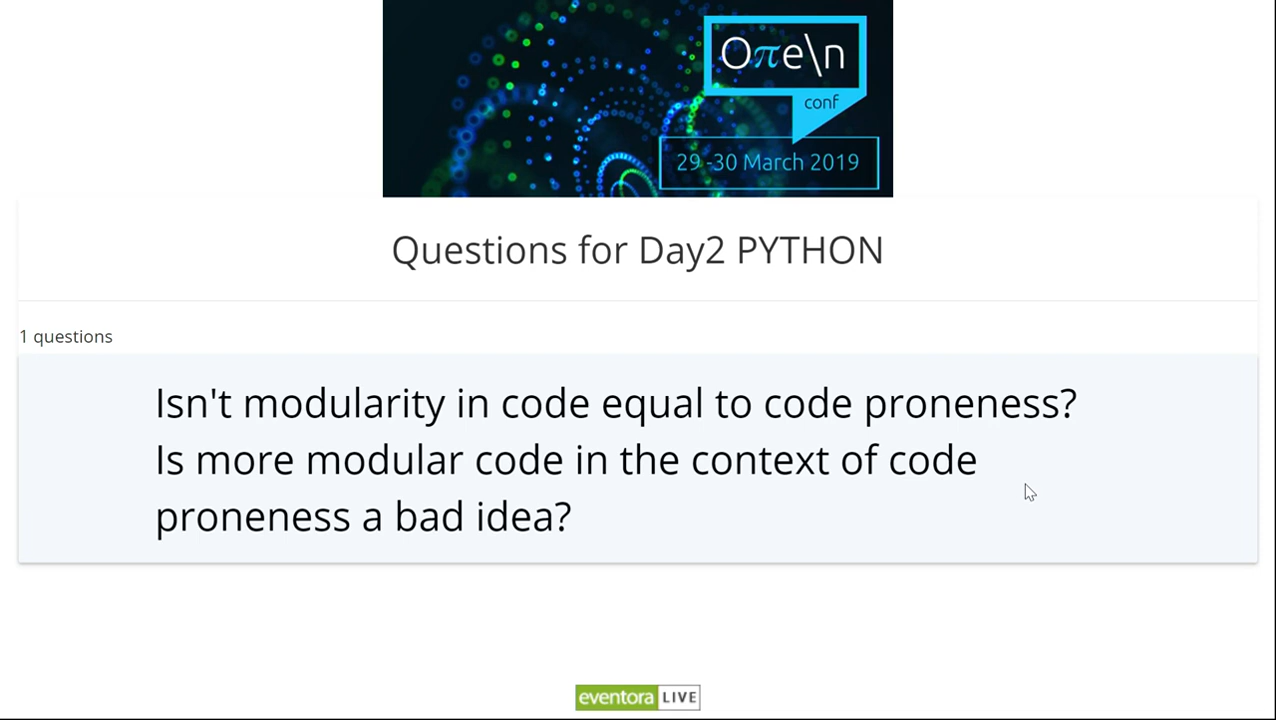 Oπe\n
conf
29 -30 March 2019
Questions for Day2 PYTHON
1 questions
Isn't modularity in code equal to code proneness?
Is more modular code in the context of code
proneness a bad idea?
eventora LIVE